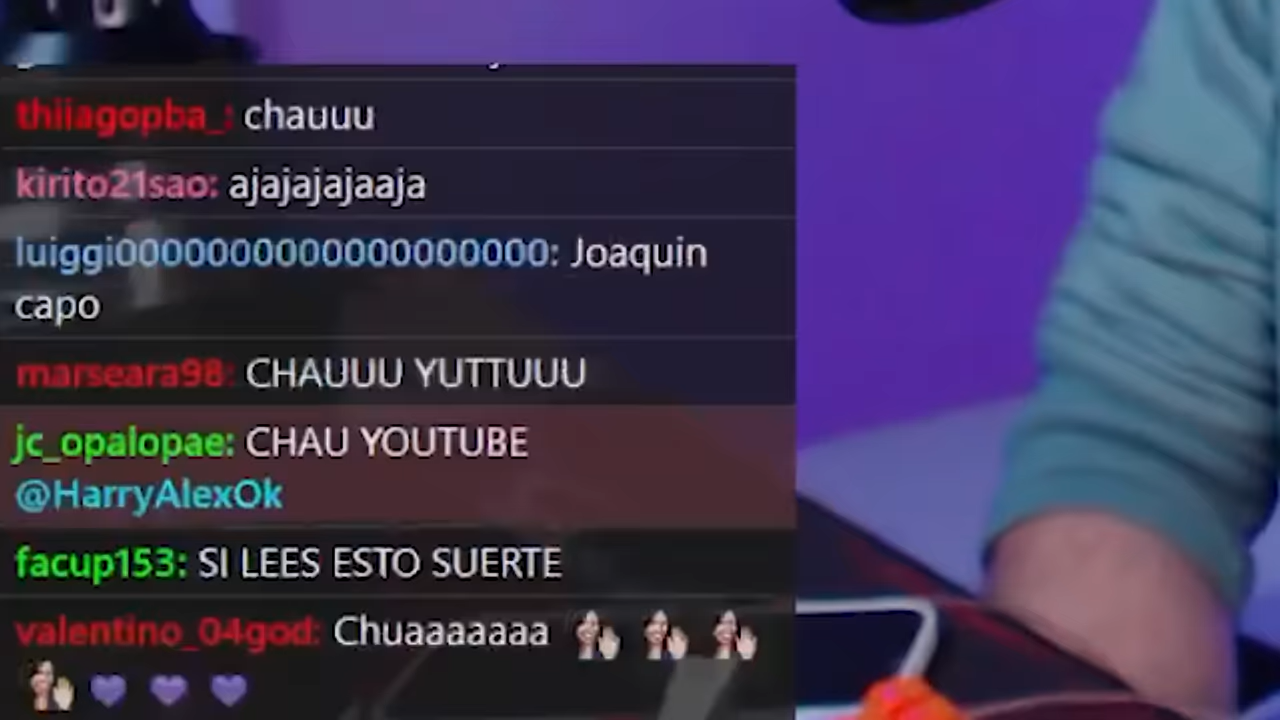 thiiagopba_: chauuu
kirito21sao: ajajajajaaja
luiggi0000000000000000000: Joaquin
capo
marseara98: CHAUUU YUTTUUU
jc_opalopae: CHAU YOUTUBE
@HarryAlexOk
facup153: SI LEES ESTO SUERTE
valentino_04god: Chuaaaaaaa